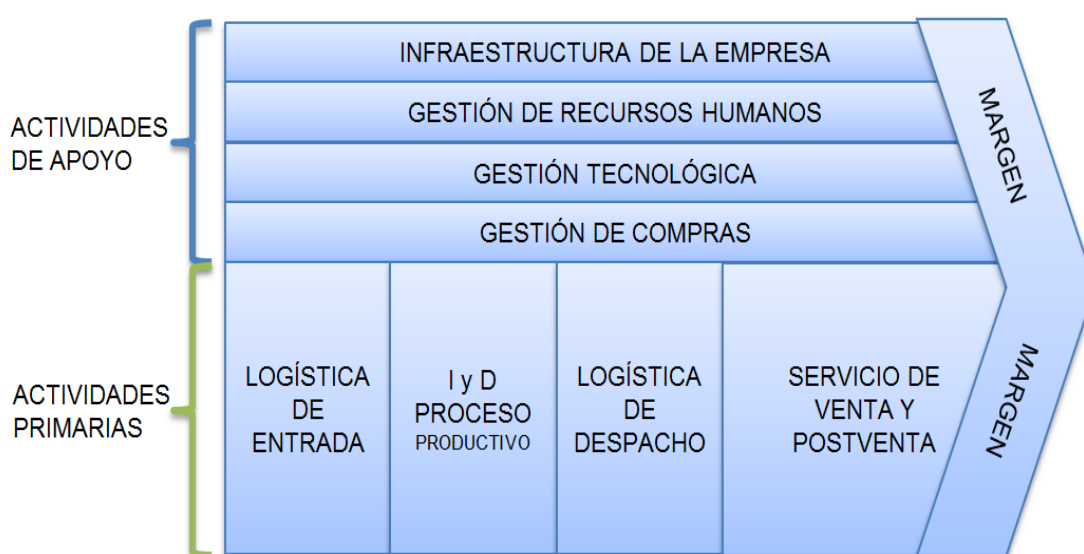 ACTIVIDADES
DE APOYO
INFRAESTRUCTURA DE LA EMPRESA
GESTIÓN DE RECURSOS HUMANOS
GESTIÓN TECNOLÓGICA
GESTIÓN DE COMPRAS
MARGEN
ACTIVIDADES
PRIMARIAS
LOGÍSTICA
DE
ENTRADA
I y D
PROCESO
PRODUCTIVO
LOGÍSTICA
DE
DESPACHO
SERVICIO DE
VENTA Y
POSTVENTA
MARGEN